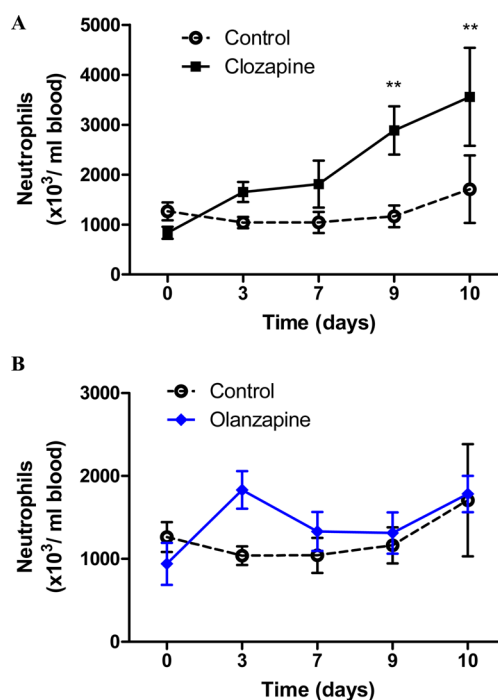 A
Control
Clozapine
**
**
Neutrophils
(x10³/ ml blood)
5000
4000
3000
2000
1000
0
0 3 7 9 10
Time (days)
B
Control
Olanzapine
Neutrophils
(x10³/ ml blood)
3000
2000
1000
0
0 3 7 9 10
Time (days)